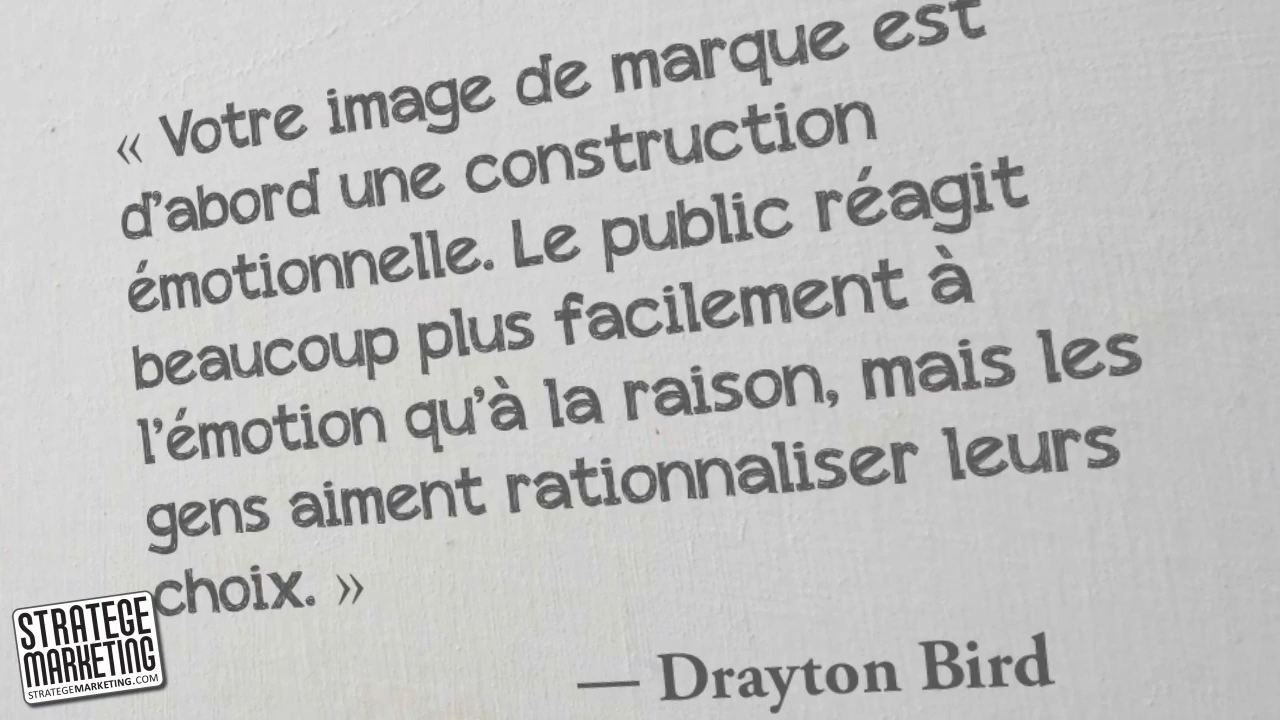 « Votre image de marque est
d’abord une construction
émotionnelle. Le public réagit
beaucoup plus facilement à
l’émotion qu’à la raison, mais les
gens aiment rationnaliser leurs
choix. »
— Drayton Bird
STRATEGE
MARKETING
STRATEGEMARKETING.COM